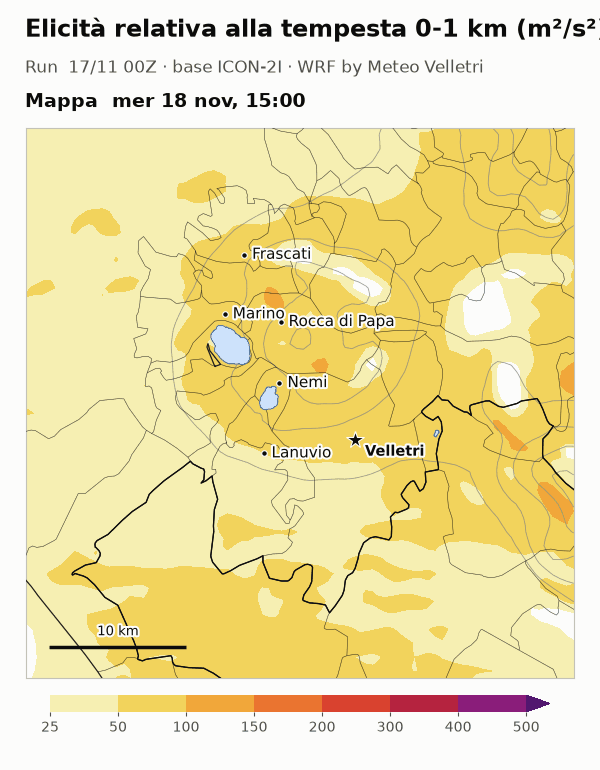 Elicità relativa alla tempesta 0-1 km (m²/s²)
Run 17/11 00Z · base ICON-2I · WRF by Meteo Velletri
Mappa mer 18 nov, 15:00
Frascati
Marino
Rocca di Papa
Nemi
Velletri
Lanuvio
10 km
25 50 100 150 200 300 400 500